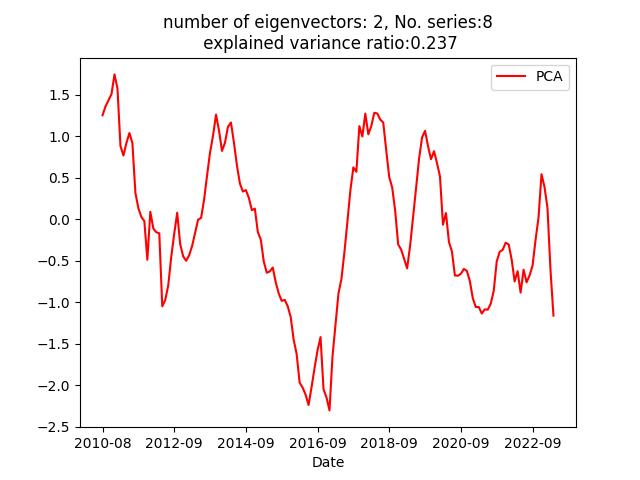 number of eigenvectors: 2, No. series:8
explained variance ratio:0.237
PCA
1.5
1.0
0.5
0.0
−0.5
−1.0
−1.5
−2.0
−2.5
2010-08 2012-09 2014-09 2016-09 2018-09 2020-09 2022-09
Date